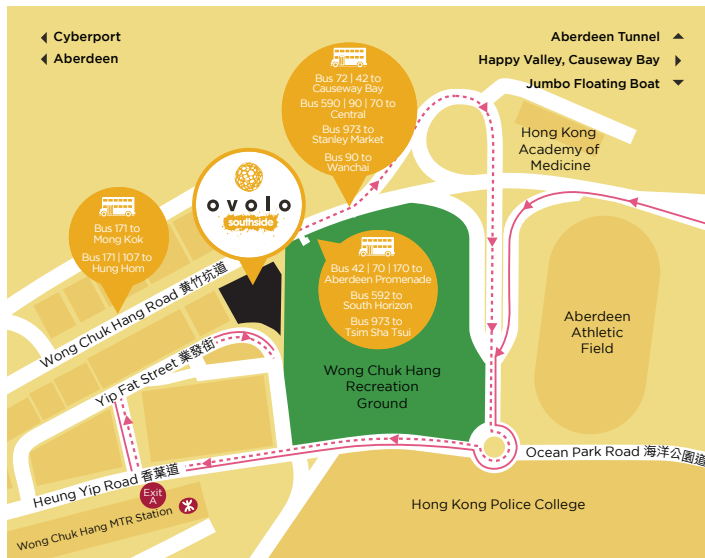 Cyberport
Aberdeen
Aberdeen Tunnel
Happy Valley, Causeway Bay
Jumbo Floating Boat
Bus 72 | 42 to
Causeway Bay
Bus 590 | 90 | 70 to
Central
Bus 973 to
Stanley Market
Bus 90 to
Wanchai
Hong Kong
Academy of
Medicine
ovolo
southside
Bus 171 to
Mong Kok
Bus 171 | 107 to
Hung Hom
Bus 42 | 70 | 170 to
Aberdeen Promenade
Bus 592 to
South Horizon
Bus 973 to
Tsim Sha Tsui
Wong Chuk Hang Road 黃竹坑道
Aberdeen
Athletic
Field
Yip Fat Street 業發街
Wong Chuk Hang
Recreation
Ground
Ocean Park Road 海洋公園道
Heung Yip Road 香葉道
Exit
A
Wong Chuk Hang MTR Station
Hong Kong Police College